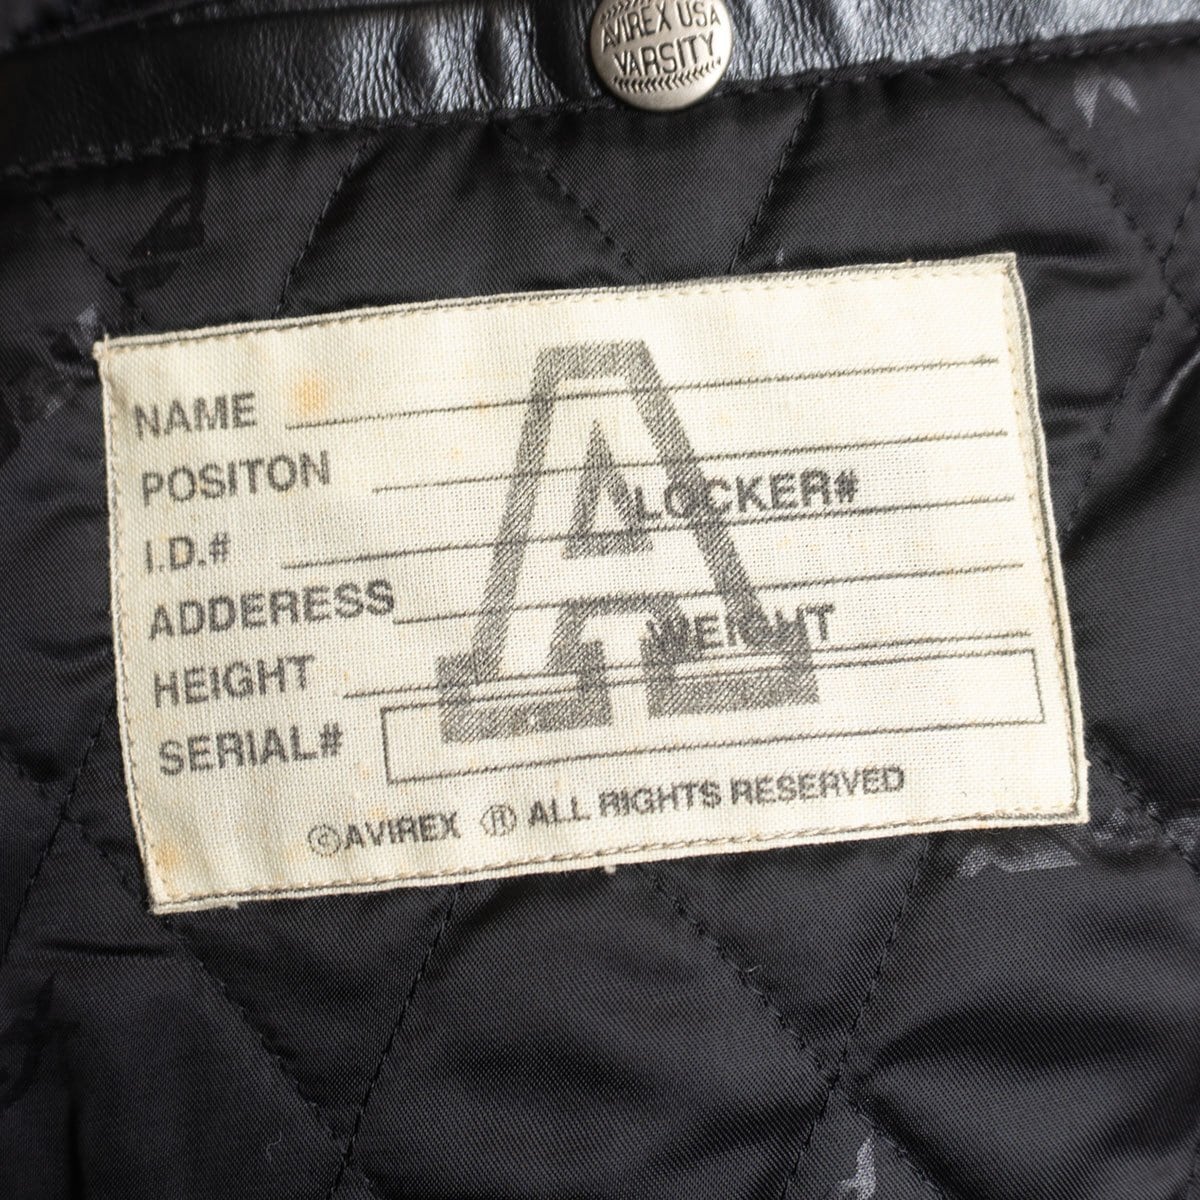 AVIREX USA
VARSITY
NAME
POSITON LOCKER#
I.D.#
ADDERESS
HEIGHT WEIGHT
SERIAL#
©AVIREX ® ALL RIGHTS RESERVED
A